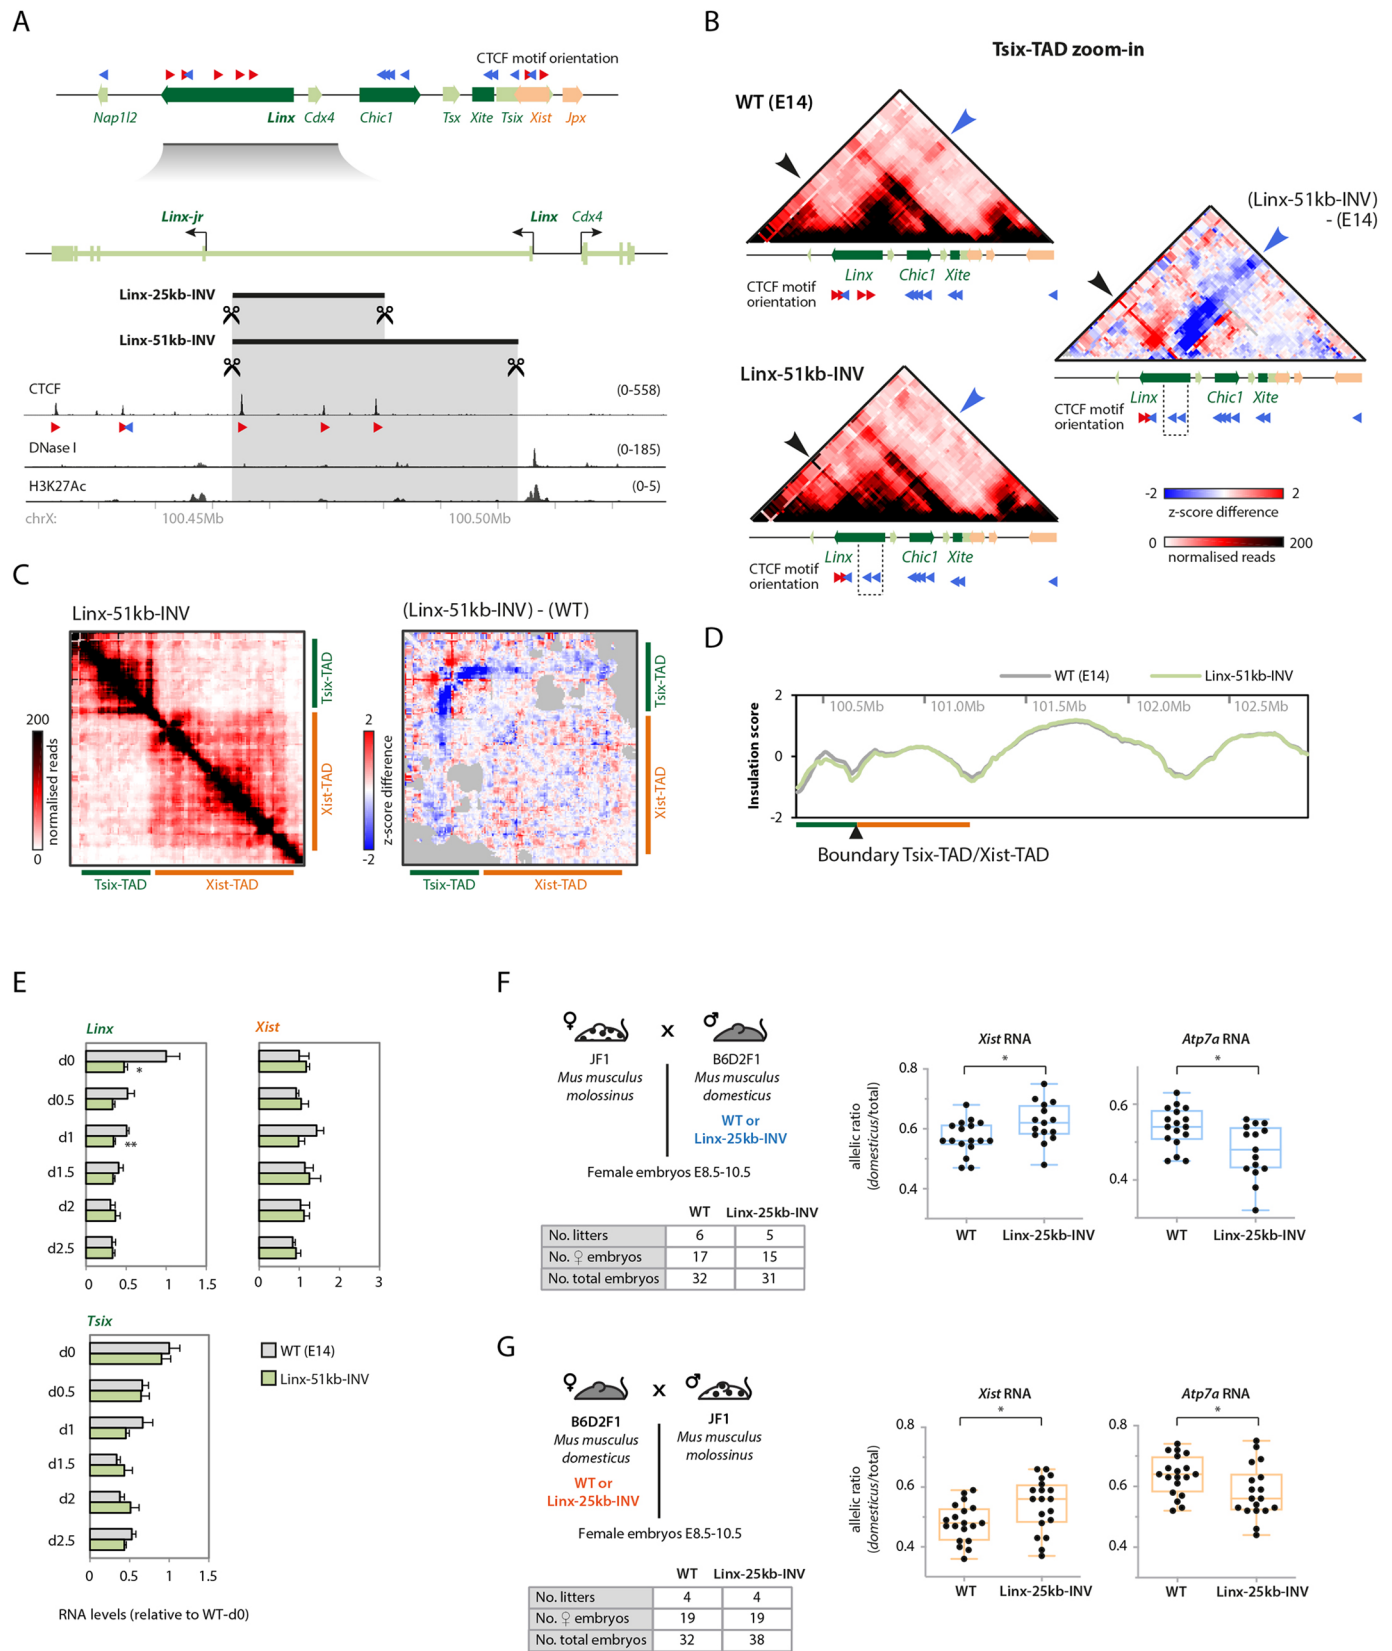 A
CTCF motif orientation
Nap1l2
Linx
Cdx4
Chic1
Tsx
Xite
Tsix
Xist
Jpx
Linx-jr
Linx
Cdx4
Linx-25kb-INV
Linx-51kb-INV
CTCF
(0-558)
DNase I
(0-185)
H3K27Ac
(0-5)
chrX:
100.45Mb
100.50Mb
B
Tsix-TAD zoom-in
WT (E14)
Linx
Chic1
Xite
CTCF motif
orientation
(Linx-51kb-INV)
- (E14)
Linx
Chic1
Xite
CTCF motif
orientation
Linx-51kb-INV
Linx
Chic1
Xite
CTCF motif
orientation
-2
2
z-score difference
0
200
normalised reads
C
Linx-51kb-INV
200
0
normalised reads
Tsix-TAD
Xist-TAD
Tsix-TAD
Xist-TAD
(Linx-51kb-INV) - (WT)
2
-2
z-score difference
Tsix-TAD
Xist-TAD
Tsix-TAD
Xist-TAD
D
WT (E14)
Linx-51kb-INV
2
0
-2
Insulation score
100.5Mb
101.0Mb
101.5Mb
102.0Mb
102.5Mb
Boundary Tsix-TAD/Xist-TAD
E
Linx
d0
*
d0.5
d1
**
d1.5
d2
d2.5
0
0.5
1
1.5
Xist
0
1
2
3
Tsix
d0
d0.5
d1
d1.5
d2
d2.5
0
0.5
1
1.5
WT (E14)
Linx-51kb-INV
RNA levels (relative to WT-d0)
F
♀
x
♂
JF1
Mus musculus
molossinus
B6D2F1
Mus musculus
domesticus
WT or
Linx-25kb-INV
Female embryos E8.5-10.5
WT Linx-25kb-INV
No. litters 6 5
No. ♀ embryos 17 15
No. total embryos 32 31
Xist RNA
*
0.8
0.6
0.4
allelic ratio
(domesticus/total)
WT
Linx-25kb-INV
Atp7a RNA
*
0.6
0.4
WT
Linx-25kb-INV
G
♀
x
♂
B6D2F1
Mus musculus
domesticus
WT or
Linx-25kb-INV
JF1
Mus musculus
molossinus
Female embryos E8.5-10.5
WT Linx-25kb-INV
No. litters 4 4
No. ♀ embryos 19 19
No. total embryos 32 38
Xist RNA
*
0.8
0.6
0.4
allelic ratio
(domesticus/total)
WT
Linx-25kb-INV
Atp7a RNA
*
0.8
0.6
0.4
WT
Linx-25kb-INV